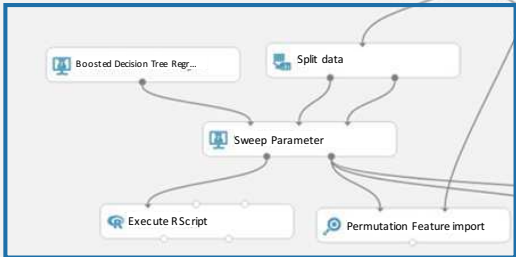 Boosted Decision Tree Regr...
Split data
Sweep Parameter
Execute R Script
Permutation Feature import